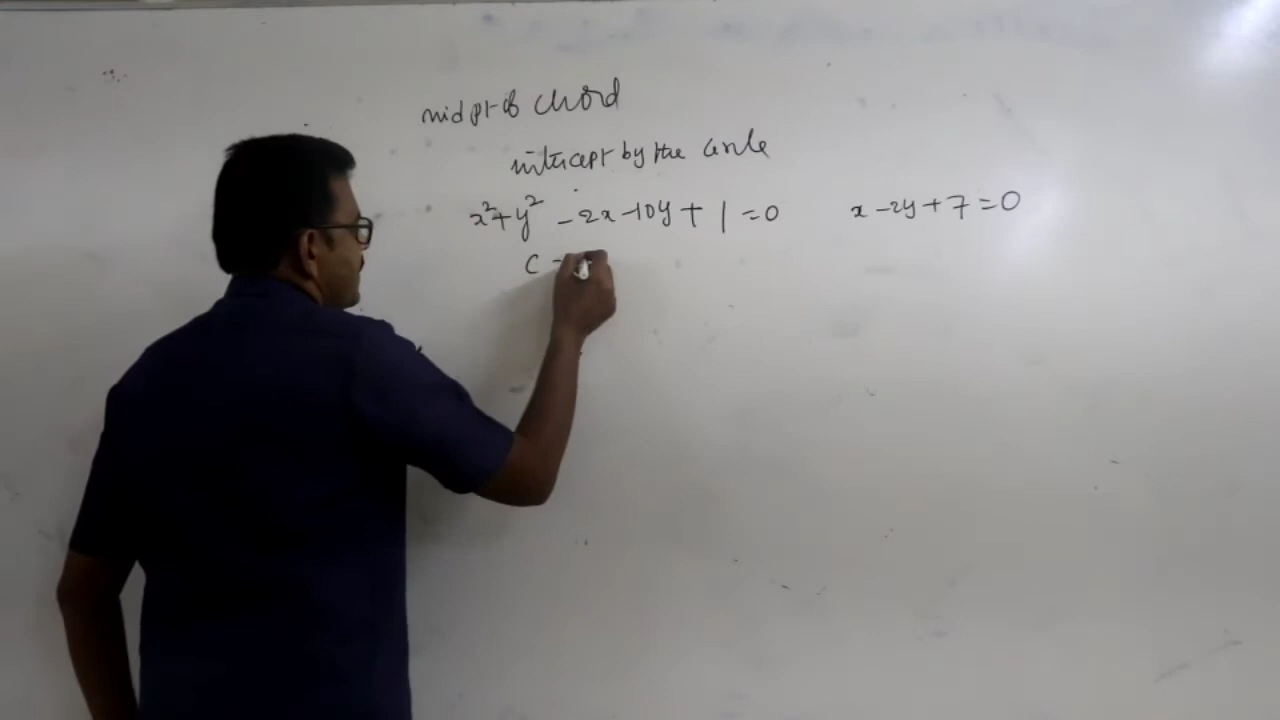 mid pt of chord
intercept by the circle
x²+y² - 2x - 10y + 1 = 0 x - 2y + 7 = 0
C =